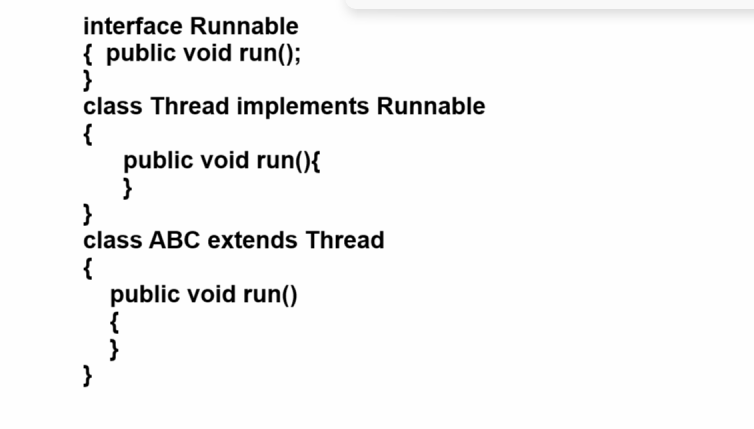 interface Runnable
{ public void run();
}
class Thread implements Runnable
{
public void run(){
}
}
class ABC extends Thread
{
public void run()
{
}
}